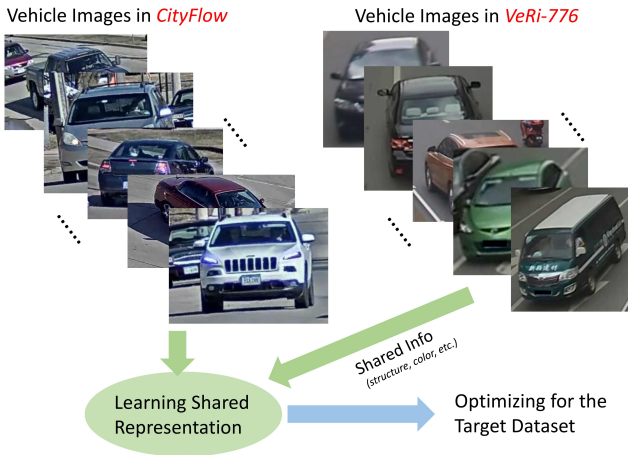 Vehicle Images in CityFlow
Vehicle Images in VeRi-776
Shared Info
(structure, color, etc.)
Learning Shared
Representation
Optimizing for the
Target Dataset